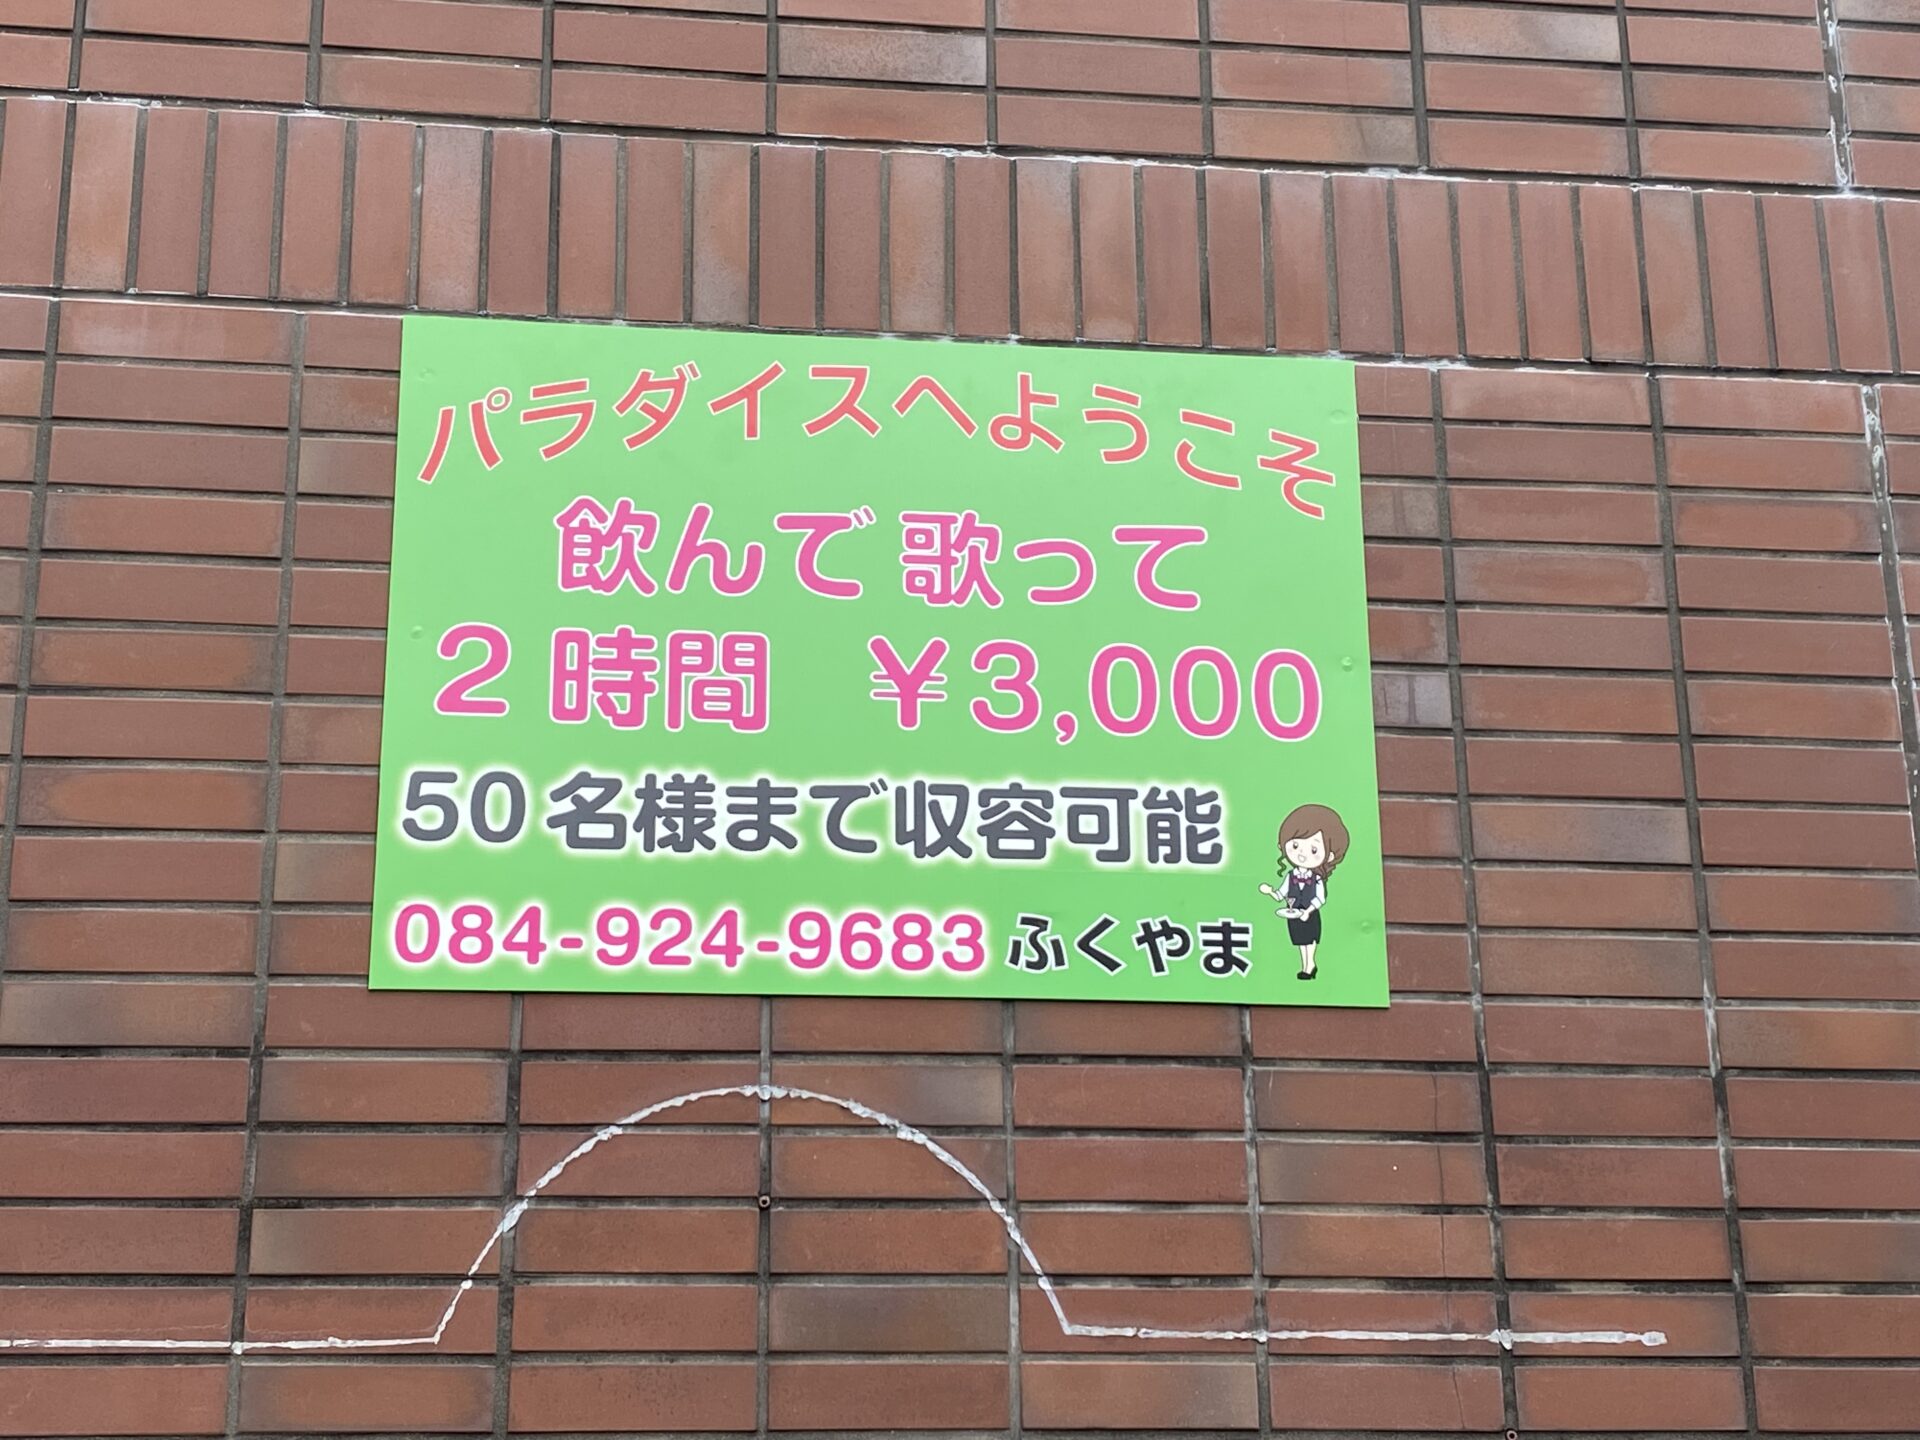 パラダイスへようこそ
飲んで 歌って
2時間 ¥3,000
50名様まで収容可能
084-924-9683 ふくやま